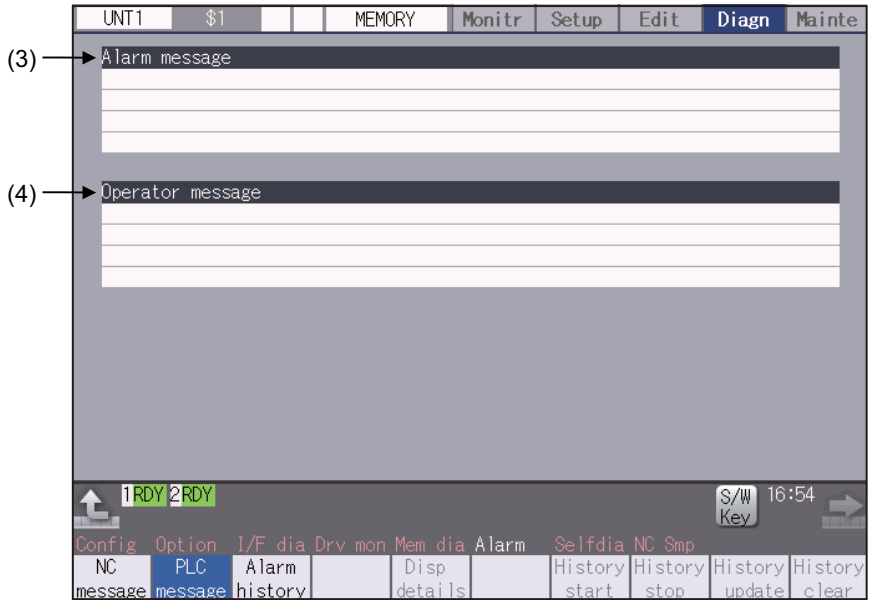 UNT1 $1 MEMORY Monitr Setup Edit Diagn Mainte
(3) Alarm message
(4) Operator message
1RDY 2RDY S/W Key 16:54
Config Option I/F dia Drv mon Mem dia Alarm Selfdia NC Smp
NC PLC Alarm Disp History History History History
message message history details start stop update clear